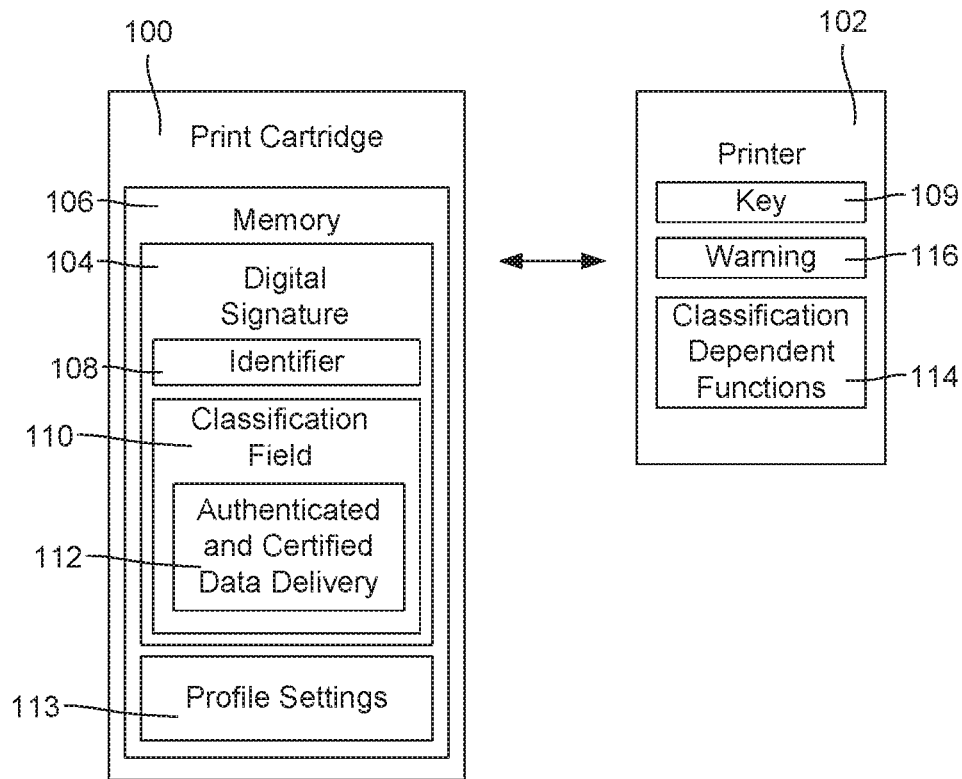 100
Print Cartridge
106
Memory
104
Digital
Signature
Identifier
108
Classification
Field
110
Authenticated
and Certified
Data Delivery
112
Profile Settings
113
102
Printer
Key
109
Warning
116
Classification
Dependent
Functions
114